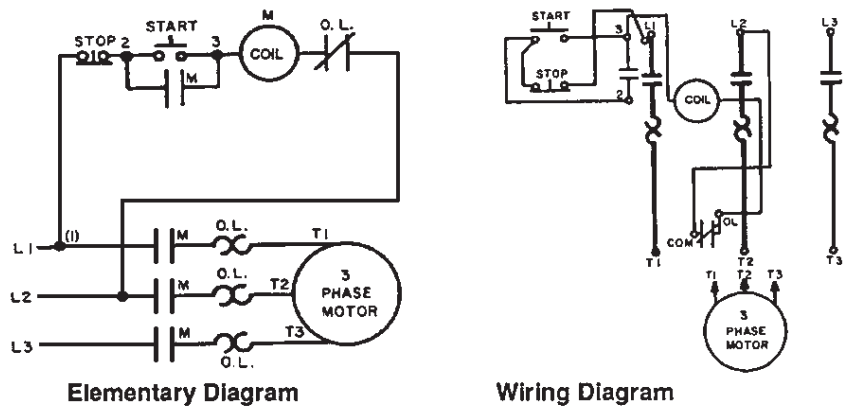 M
START
O.L.
STOP 2
3
COIL
M
L1
(1)
M
O.L.
T1
L2
M
O.L.
T2
3
PHASE
MOTOR
L3
M
O.L.
T3
Elementary Diagram
START
3
L1
L2
L3
STOP
2
COIL
OL
COM
T1
T2
T3
T1
T2
T3
3
PHASE
MOTOR
Wiring Diagram